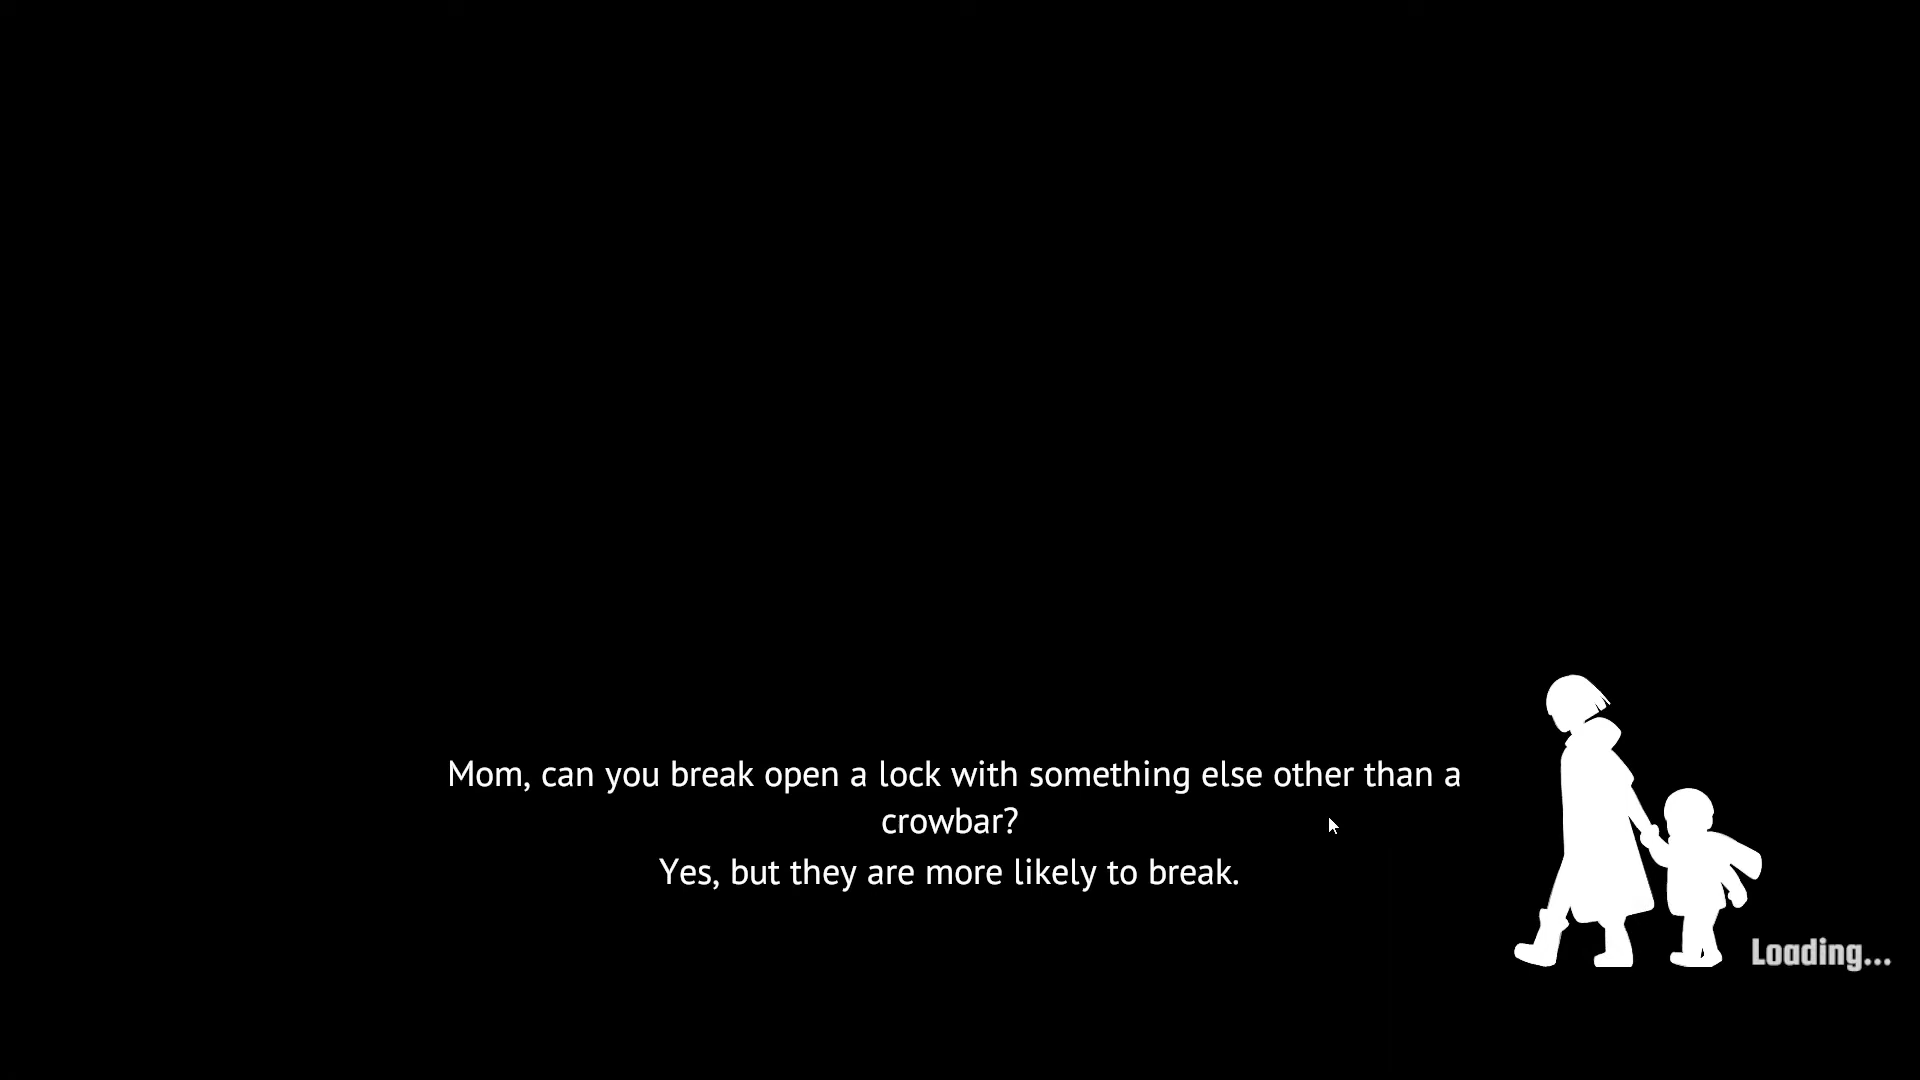 Mom, can you break open a lock with something else other than a
crowbar?
Yes, but they are more likely to break.
Loading...